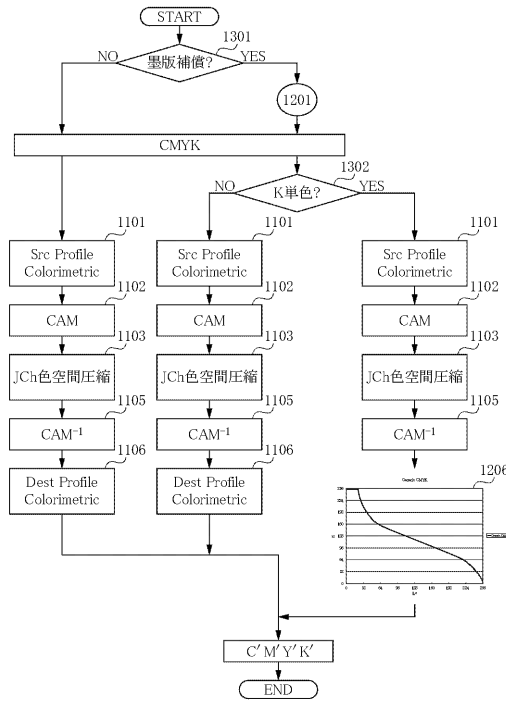 START
1301
墨版補償?
NO
YES
1201
CMYK
1302
K単色?
NO
YES
1101
Src Profile
Colorimetric
1102
CAM
1103
JCh色空間圧縮
1105
CAM⁻¹
1106
Dest Profile
Colorimetric
1101
Src Profile
Colorimetric
1102
CAM
1103
JCh色空間圧縮
1105
CAM⁻¹
1106
Dest Profile
Colorimetric
1101
Src Profile
Colorimetric
1102
CAM
1103
JCh色空間圧縮
1105
CAM⁻¹
1206
C′M′Y′K′
END